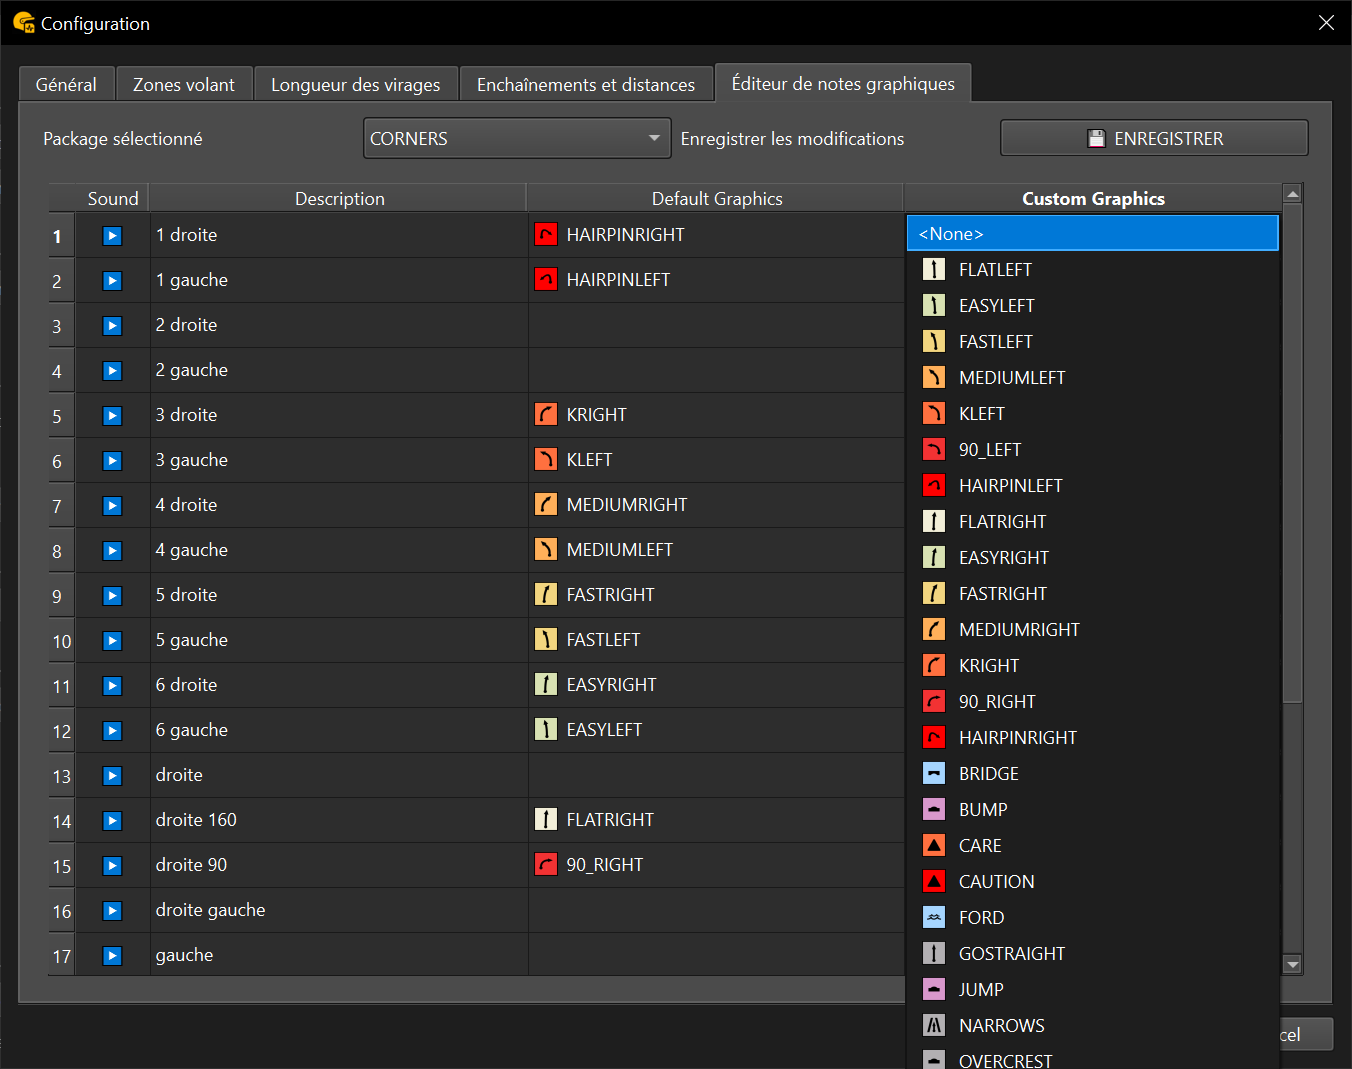 Configuration
Général
Zones volant
Longueur des virages
Enchaînements et distances
Éditeur de notes graphiques
Package sélectionné
CORNERS
Enregistrer les modifications
ENREGISTRER
Sound Description Default Graphics Custom Graphics
1 1 droite HAIRPINRIGHT
2 1 gauche HAIRPINLEFT
3 2 droite
4 2 gauche
5 3 droite KRIGHT
6 3 gauche KLEFT
7 4 droite MEDIUMRIGHT
8 4 gauche MEDIUMLEFT
9 5 droite FASTRIGHT
10 5 gauche FASTLEFT
11 6 droite EASYRIGHT
12 6 gauche EASYLEFT
13 droite
14 droite 160 FLATRIGHT
15 droite 90 90_RIGHT
16 droite gauche
17 gauche
<None>
FLATLEFT
EASYLEFT
FASTLEFT
MEDIUMLEFT
KLEFT
90_LEFT
HAIRPINLEFT
FLATRIGHT
EASYRIGHT
FASTRIGHT
MEDIUMRIGHT
KRIGHT
90_RIGHT
HAIRPINRIGHT
BRIDGE
BUMP
CARE
CAUTION
FORD
GOSTRAIGHT
JUMP
NARROWS
OVERCREST
cel